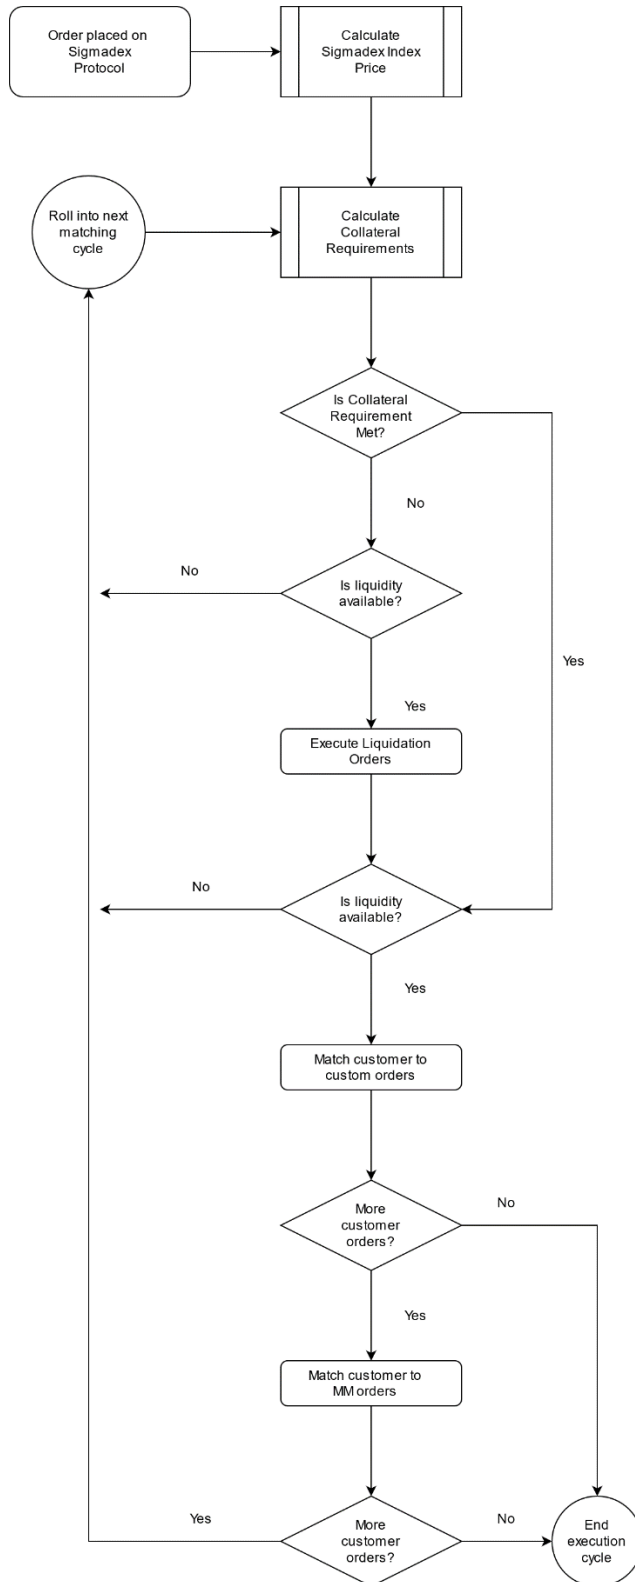 Order placed on
Sigmadex
Protocol
Calculate
Sigmadex Index
Price
Roll into next
matching
cycle
Calculate
Collateral
Requirements
Is Collateral
Requirement
Met?
No
No
Is liquidity
available?
Yes
Yes
Execute Liquidation
Orders
No
Is liquidity
available?
Yes
Match customer to
custom orders
More
customer
orders?
No
Yes
Match customer to
MM orders
Yes
More
customer
orders?
No
End
execution
cycle